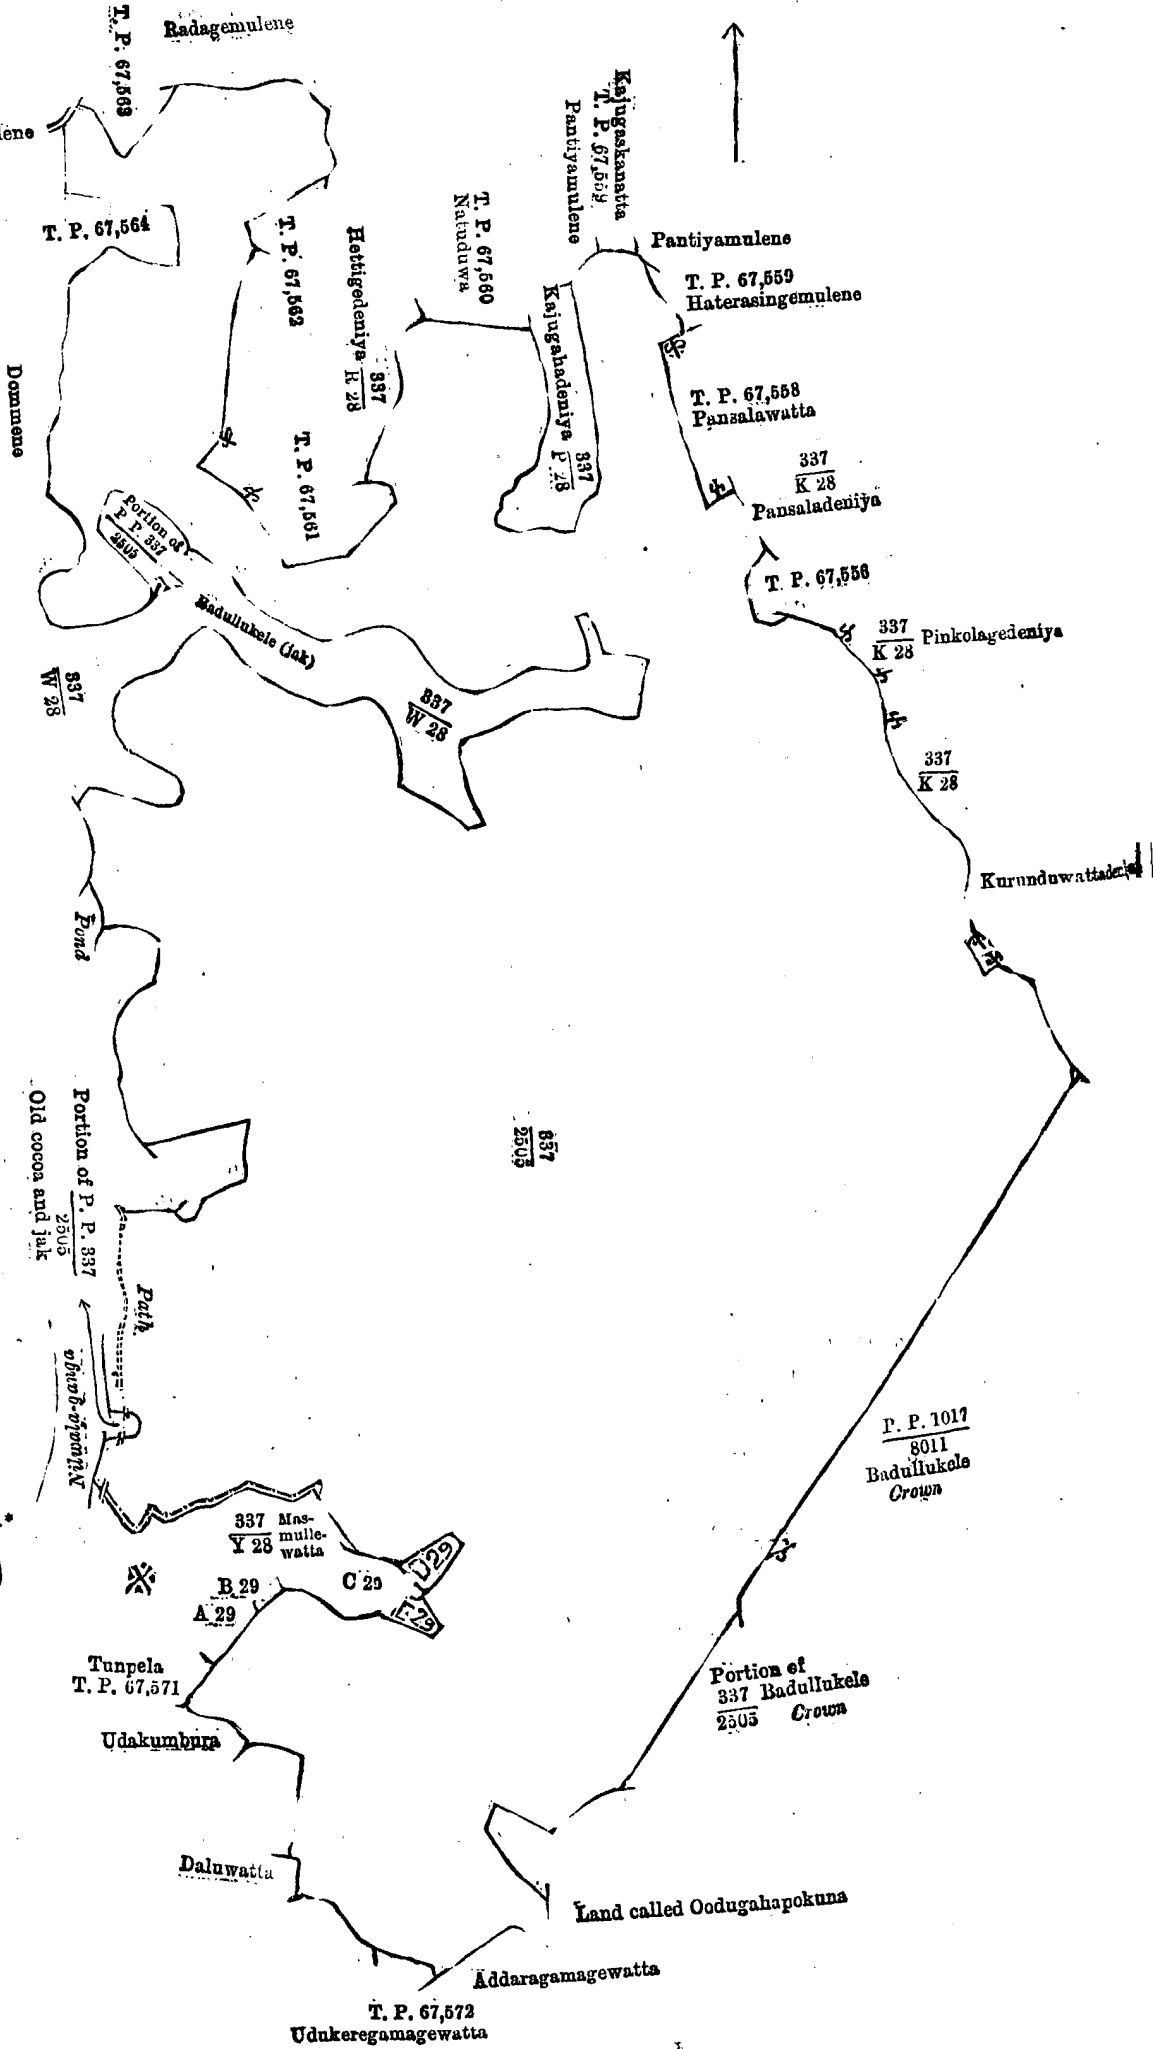 Radagemulene
T. P. 67,563
T. P. 67,564
T. P. 67,562
Hettigedeniya 337
R 28
T. P. 67,560
Natuduwa
Kajugaskanatta
T. P. 67,559
Pantiyamulene
Kajugahadeniya 337
P 28
Pantiyamulene
T. P. 67,559
Haterasingemulene
T. P. 67,558
Pansalawatta
337
K 28
Pansaladeniya
T. P. 67,556
337
K 28 Pinkolagedeniya
337
K 28
Dommene
T. P. 67,561
Portion of
P. P. 337
2505
Badullukele (jak)
337
W 28
337
W 28
Pond
337
2505
Portion of P. P. 337
2505
Old cocoa and jak
Path
P. P. 1017
8011
Badullukele
Crown
337 Mas-
Y 28 mulle-
watta
D 29
C 29
B 29
A 29
Tunpela
T. P. 67,571
Udakumbura
Portion of
337 Badullukele
2505 Crown
Daluwatta
Land called Oodugahapokuna
Addaragamagewatta
T. P. 67,572
Udukeregamagewatta